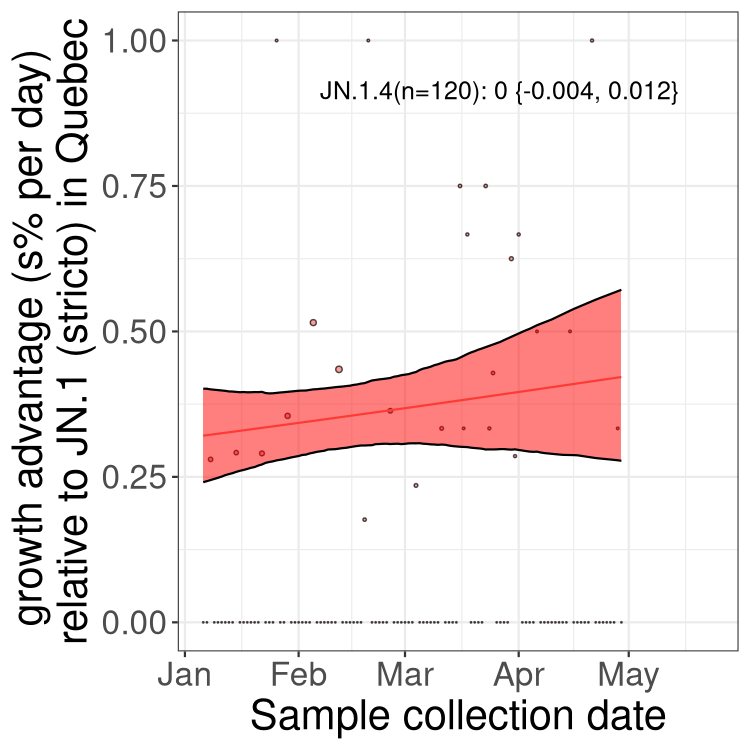 growth advantage (s% per day)
relative to JN.1 (stricto) in Quebec
1.00
0.75
0.50
0.25
0.00
JN.1.4(n=120): 0 {-0.004, 0.012}
Jan Feb Mar Apr May
Sample collection date